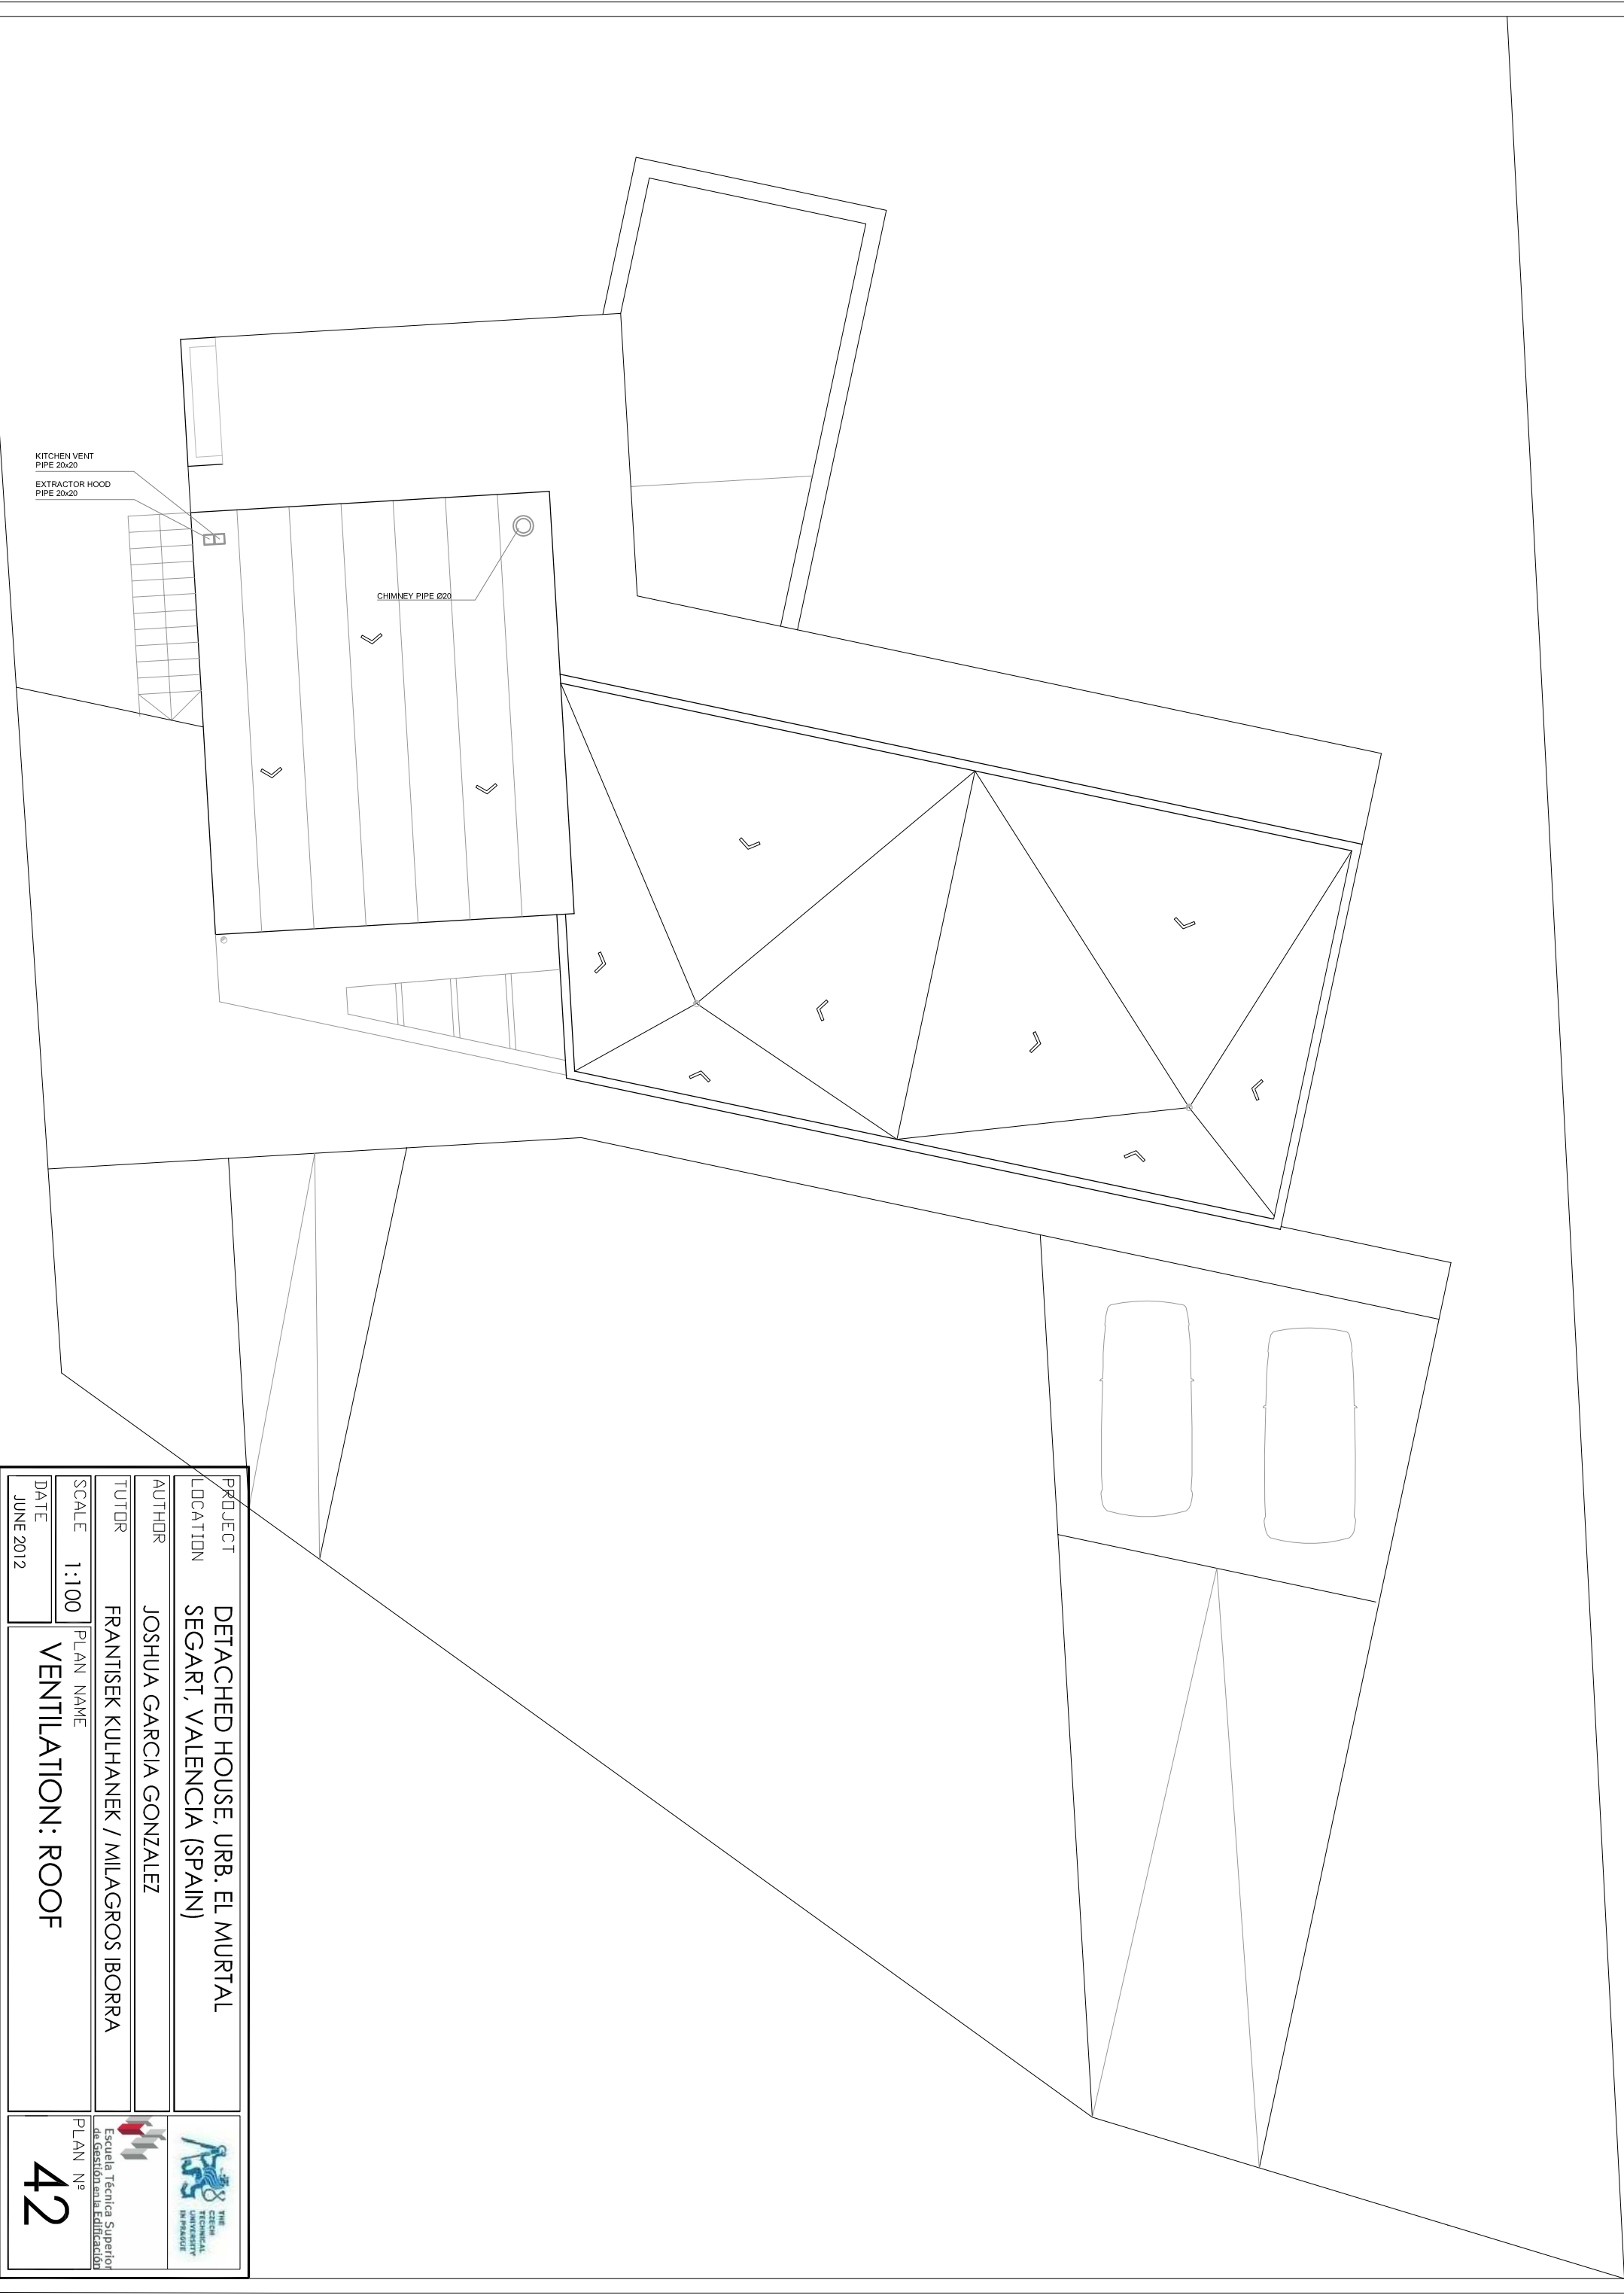 KITCHEN VENT
PIPE 20x20
EXTRACTOR HOOD
PIPE 20x20
CHIMNEY PIPE Ø20
PROJECT
DETACHED HOUSE, URB. EL MURTAL
LOCATION
SEGART, VALENCIA (SPAIN)
AUTHOR
JOSHUA GARCIA GONZALEZ
TUTOR
FRANTISEK KULHANEK / MILAGROS IBORRA
SCALE
1:100
DATE
JUNE 2012
PLAN NAME
VENTILATION: ROOF
THE
CZECH
TECHNICAL
UNIVERSITY
IN PRAGUE
Escuela Técnica Superior
de Gestión en la Edificación
PLAN Nº
42